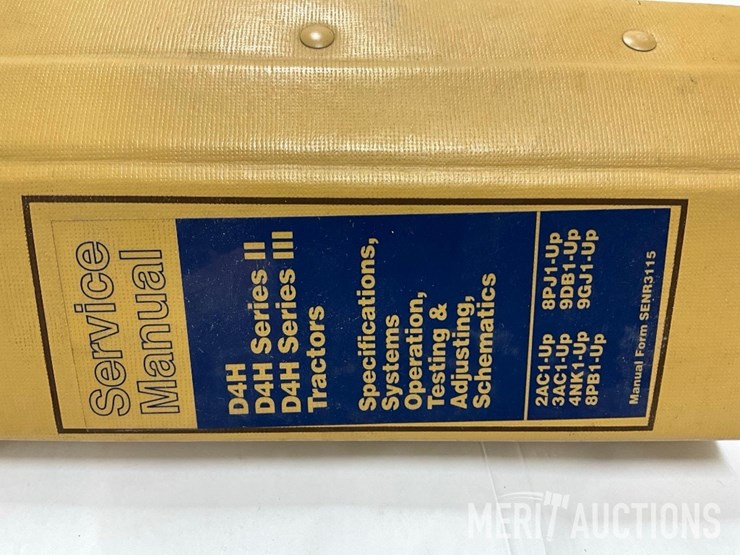 Service
Manual
D4H
D4H Series II
D4H Series III
Tractors
Specifications,
Systems
Operation,
Testing &
Adjusting,
Schematics
2AC1-Up 8PJ1-Up
3AC1-Up 9DB1-Up
4NK1-Up 9GJ1-Up
8PB1-Up
Manual Form SENR3115
MERIT AUCTIONS